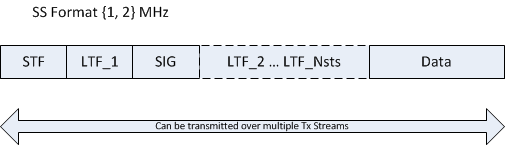 SS Format {1, 2} MHz
STF LTF_1 SIG LTF_2 ... LTF_Nsts Data
Can be transmitted over multiple Tx Streams